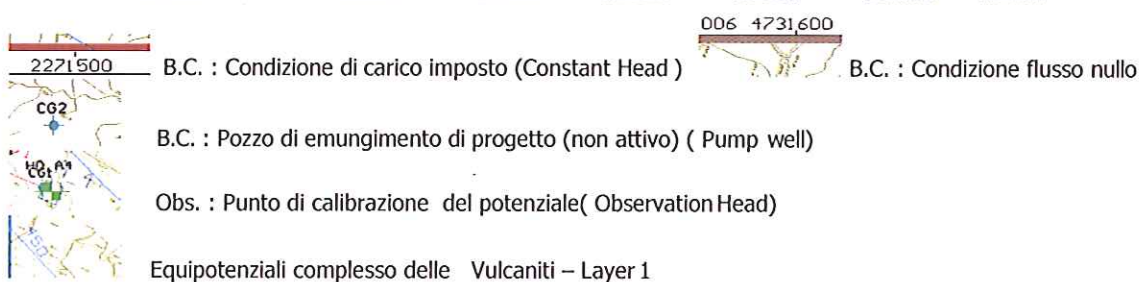 006 4731600
2271500 B.C. : Condizione di carico imposto (Constant Head ) B.C. : Condizione flusso nullo
CG2
B.C. : Pozzo di emungimento di progetto (non attivo) ( Pump well)
Obs. : Punto di calibrazione del potenziale( Observation Head)
Equipotenziali complesso delle Vulcaniti – Layer 1